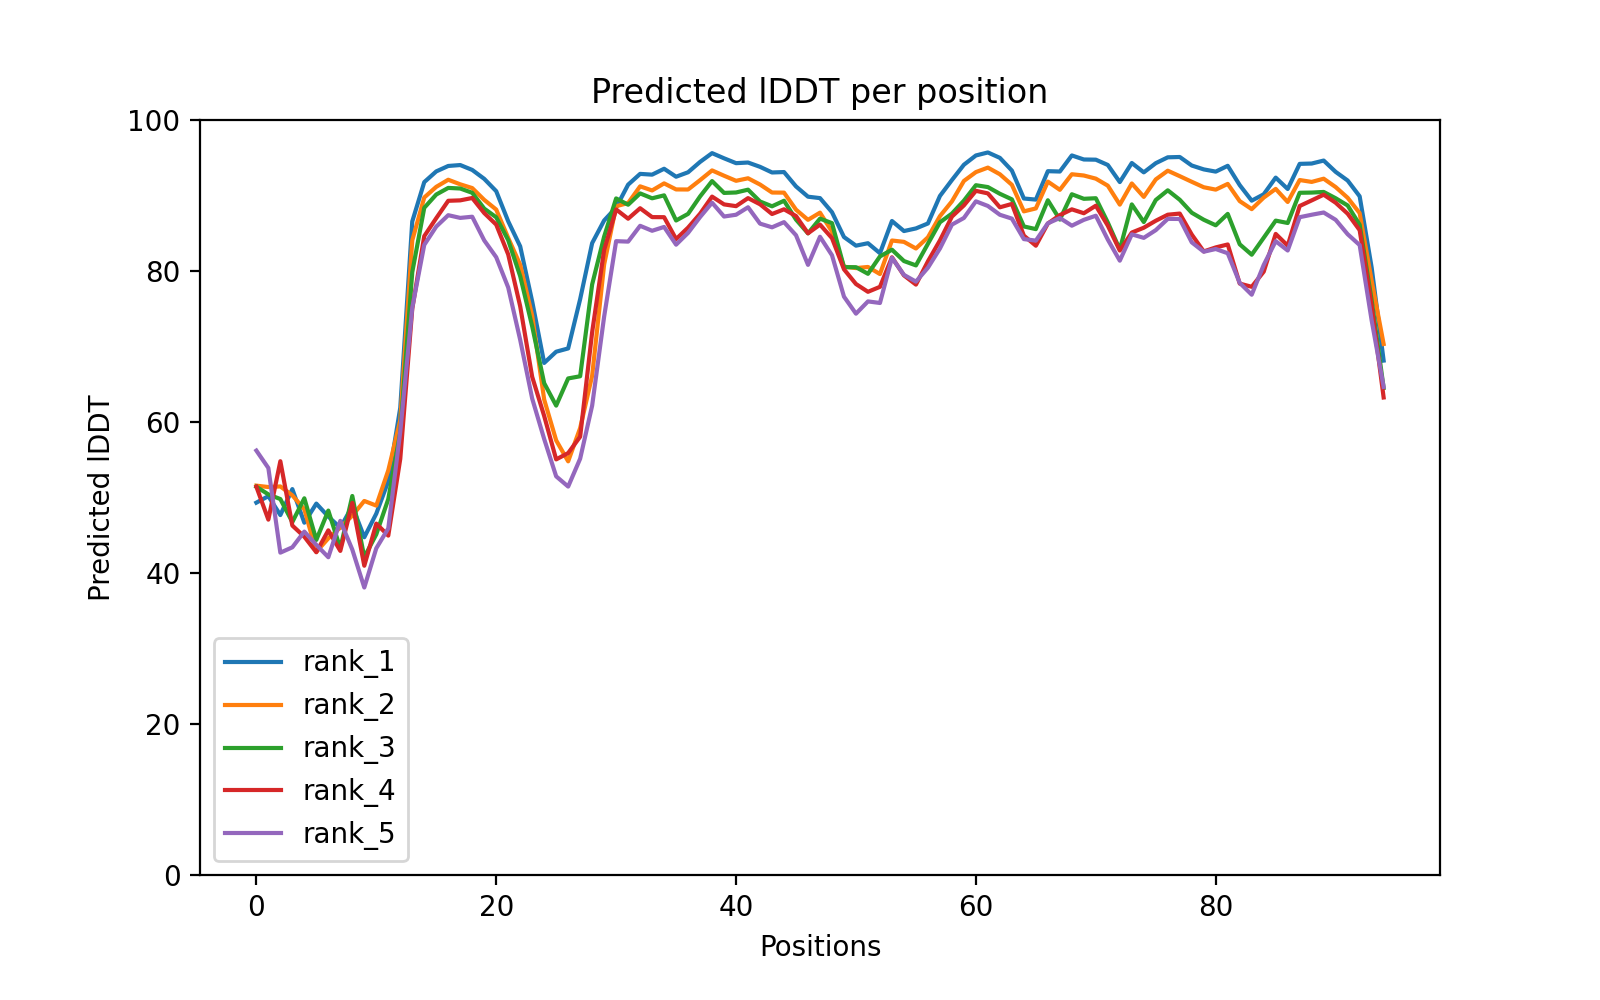 Predicted lDDT per position
100
80
60
40
20
0
Predicted lDDT
rank_1
rank_2
rank_3
rank_4
rank_5
0 20 40 60 80
Positions